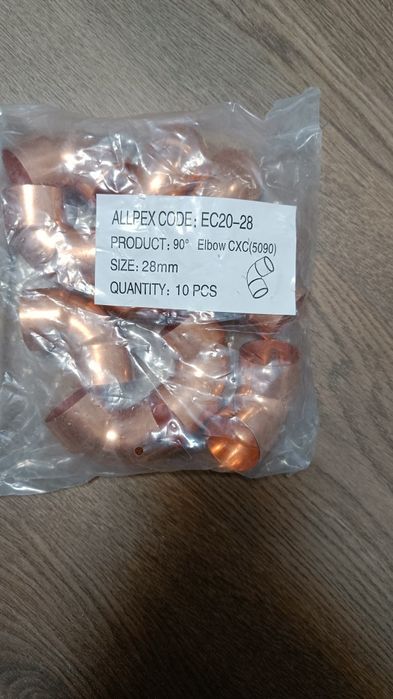 ALLPEX CODE: EC20-28
PRODUCT: 90° Elbow CXC(5090)
SIZE: 28mm
QUANTITY: 10 PCS